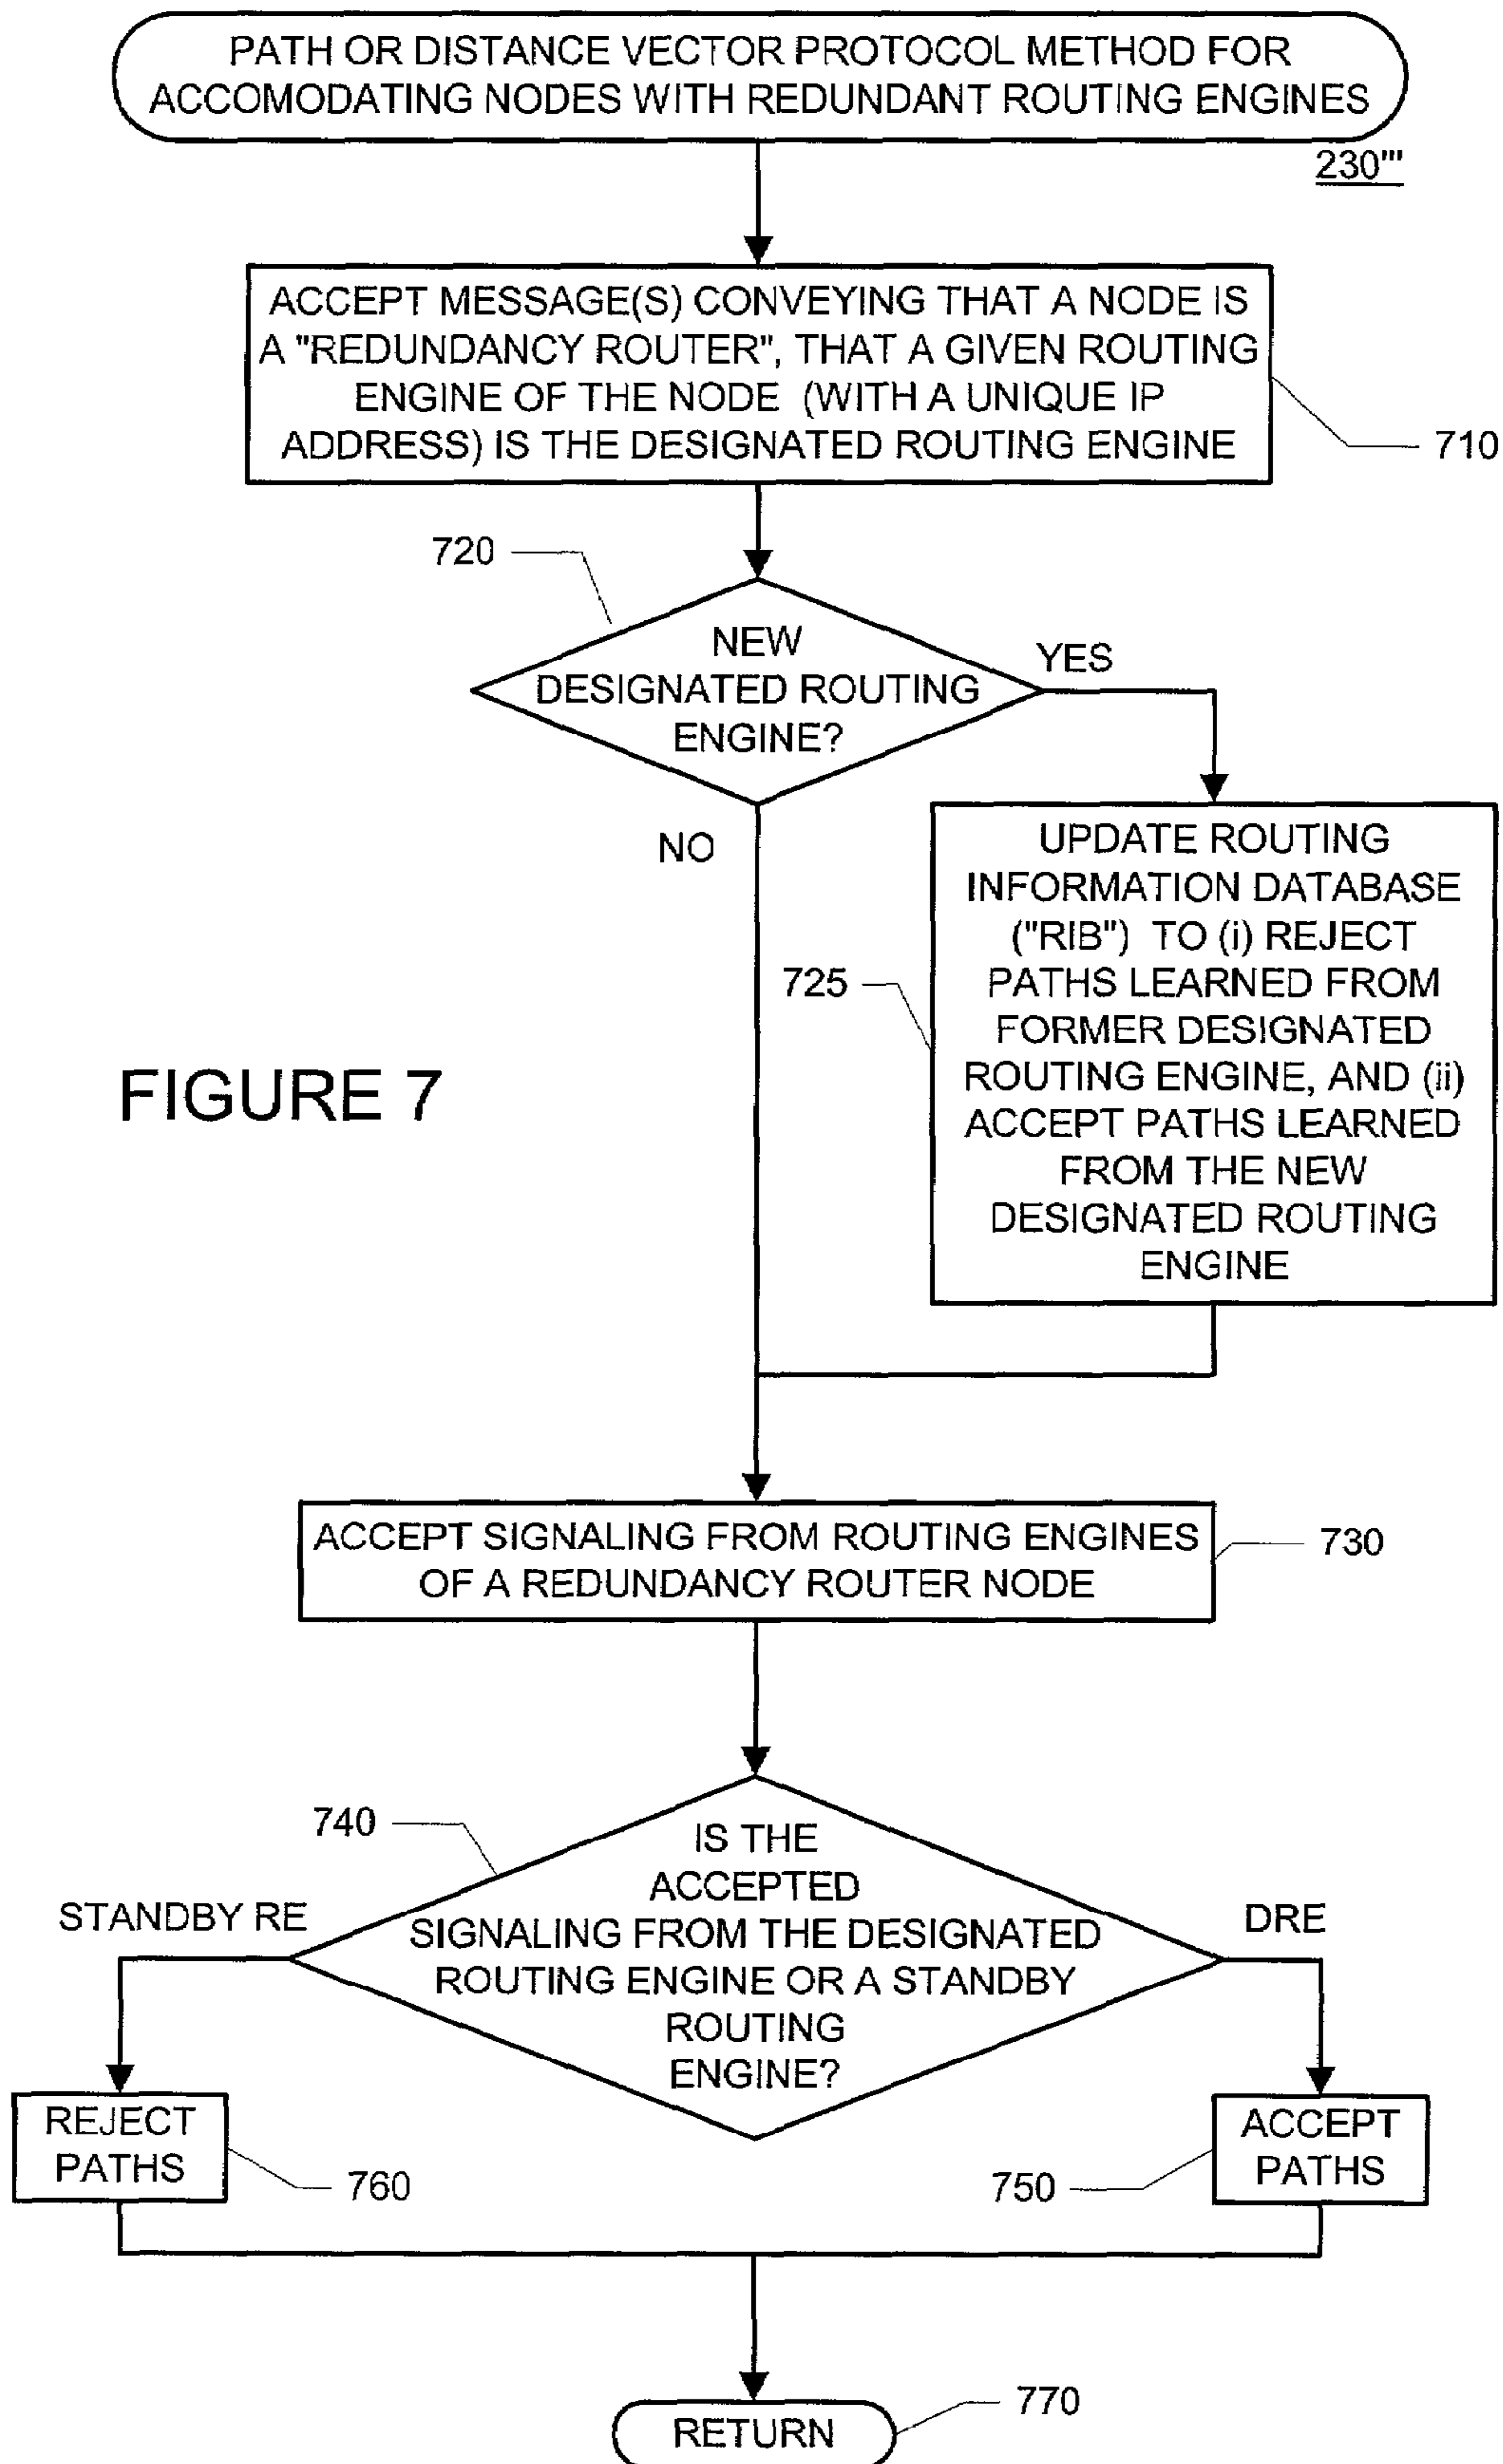 PATH OR DISTANCE VECTOR PROTOCOL METHOD FOR
ACCOMODATING NODES WITH REDUNDANT ROUTING ENGINES
230'''
ACCEPT MESSAGE(S) CONVEYING THAT A NODE IS
A "REDUNDANCY ROUTER", THAT A GIVEN ROUTING
ENGINE OF THE NODE (WITH A UNIQUE IP
ADDRESS) IS THE DESIGNATED ROUTING ENGINE
710
720
NEW
DESIGNATED ROUTING
ENGINE?
YES
NO
UPDATE ROUTING
INFORMATION DATABASE
("RIB") TO (i) REJECT
PATHS LEARNED FROM
FORMER DESIGNATED
ROUTING ENGINE, AND (ii)
ACCEPT PATHS LEARNED
FROM THE NEW
DESIGNATED ROUTING
ENGINE
725
FIGURE 7
ACCEPT SIGNALING FROM ROUTING ENGINES
OF A REDUNDANCY ROUTER NODE
730
740
IS THE
ACCEPTED
SIGNALING FROM THE DESIGNATED
ROUTING ENGINE OR A STANDBY
ROUTING
ENGINE?
STANDBY RE
DRE
REJECT
PATHS
760
750
ACCEPT
PATHS
770
RETURN